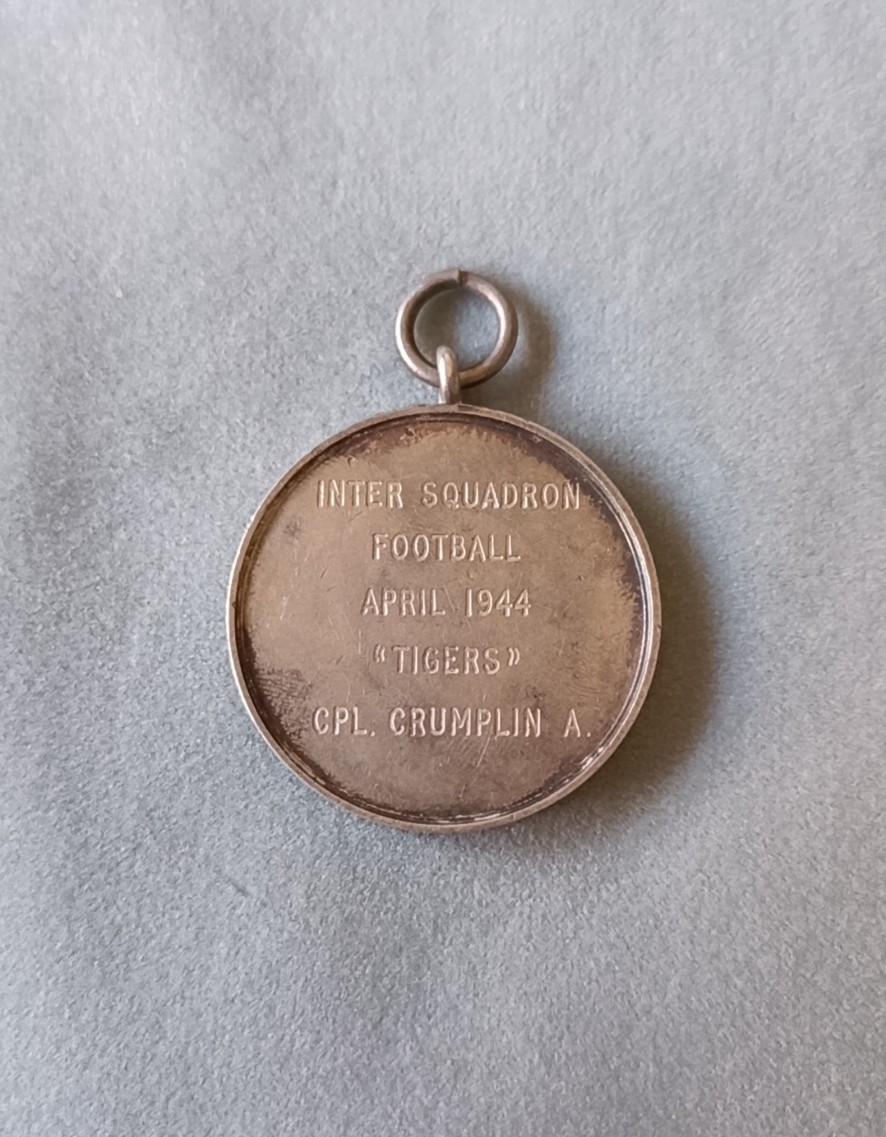 INTER SQUADRON
FOOTBALL
APRIL 1944
“TIGERS”
CPL. CRUMPLIN A.